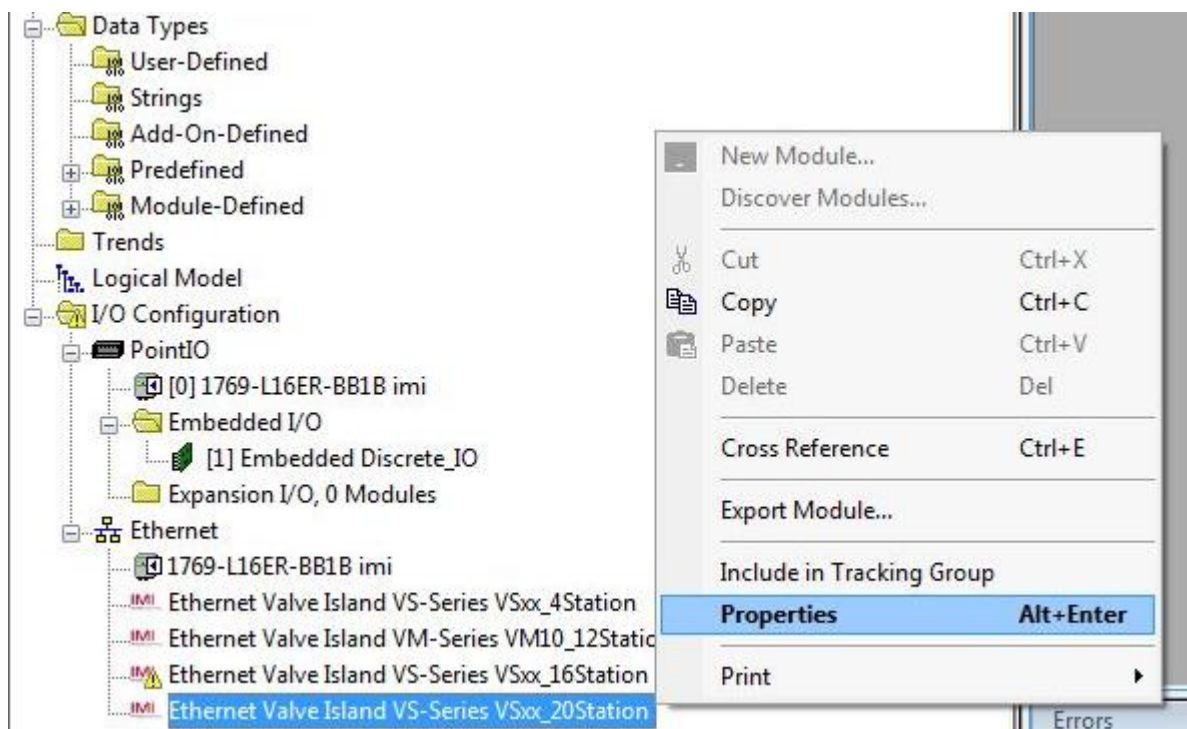 Data Types
User-Defined
Strings
Add-On-Defined
Predefined
Module-Defined
Trends
Logical Model
I/O Configuration
PointIO
[0] 1769-L16ER-BB1B imi
Embedded I/O
[1] Embedded Discrete_IO
Expansion I/O, 0 Modules
Ethernet
1769-L16ER-BB1B imi
IMI Ethernet Valve Island VS-Series VSxx_4Station
IMI Ethernet Valve Island VM-Series VM10_12Statio
IMI Ethernet Valve Island VS-Series VSxx_16Station
IMI Ethernet Valve Island VS-Series VSxx_20Station
New Module...
Discover Modules...
Cut Ctrl+X
Copy Ctrl+C
Paste Ctrl+V
Delete Del
Cross Reference Ctrl+E
Export Module...
Include in Tracking Group
Properties Alt+Enter
Print
Errors